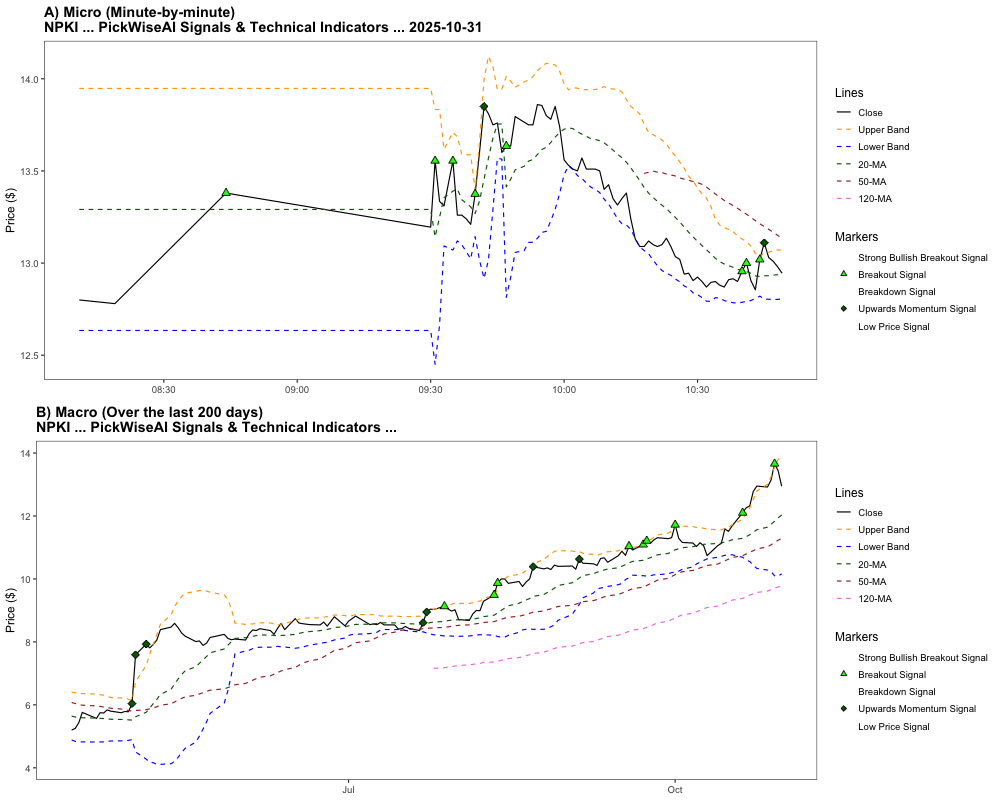 A) Micro (Minute-by-minute)
NPKI ... PickWiseAI Signals & Technical Indicators ... 2025-10-31
Price ($)
14.0
13.5
13.0
12.5
08:30 09:00 09:30 10:00 10:30
Lines
Close
Upper Band
Lower Band
20-MA
50-MA
120-MA
Markers
Strong Bullish Breakout Signal
Breakout Signal
Breakdown Signal
Upwards Momentum Signal
Low Price Signal
B) Macro (Over the last 200 days)
NPKI ... PickWiseAI Signals & Technical Indicators ...
Price ($)
14
12
10
8
6
4
Jul Oct
Lines
Close
Upper Band
Lower Band
20-MA
50-MA
120-MA
Markers
Strong Bullish Breakout Signal
Breakout Signal
Breakdown Signal
Upwards Momentum Signal
Low Price Signal